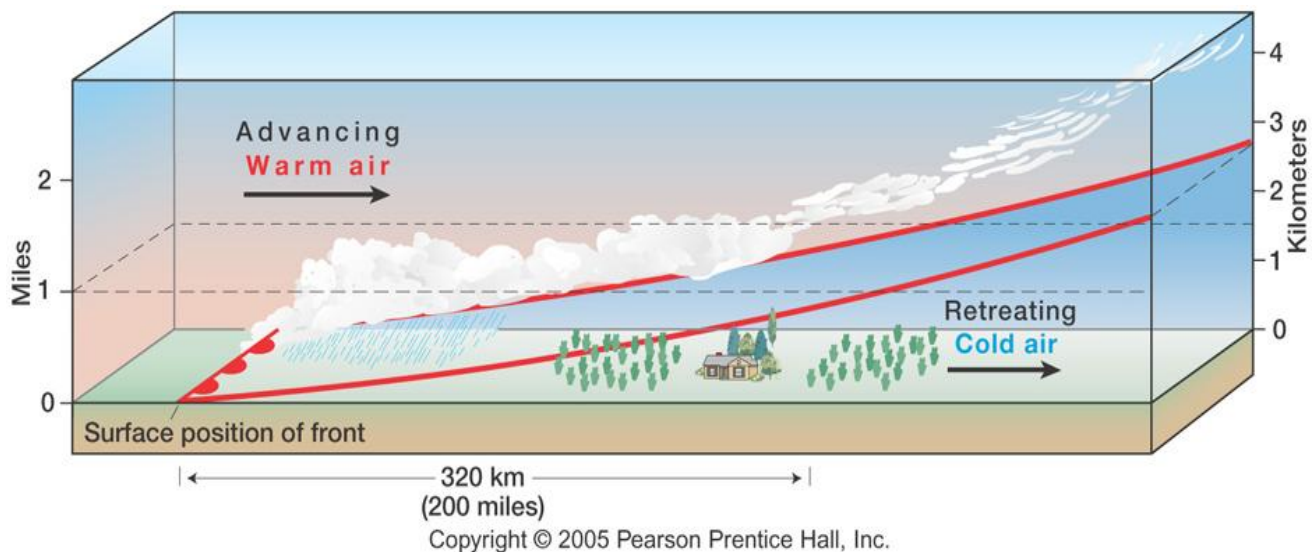 Advancing
Warm air
Miles
2
1
0
4
3
2
1
0
Kilometers
Retreating
Cold air
Surface position of front
320 km
(200 miles)
Copyright © 2005 Pearson Prentice Hall, Inc.